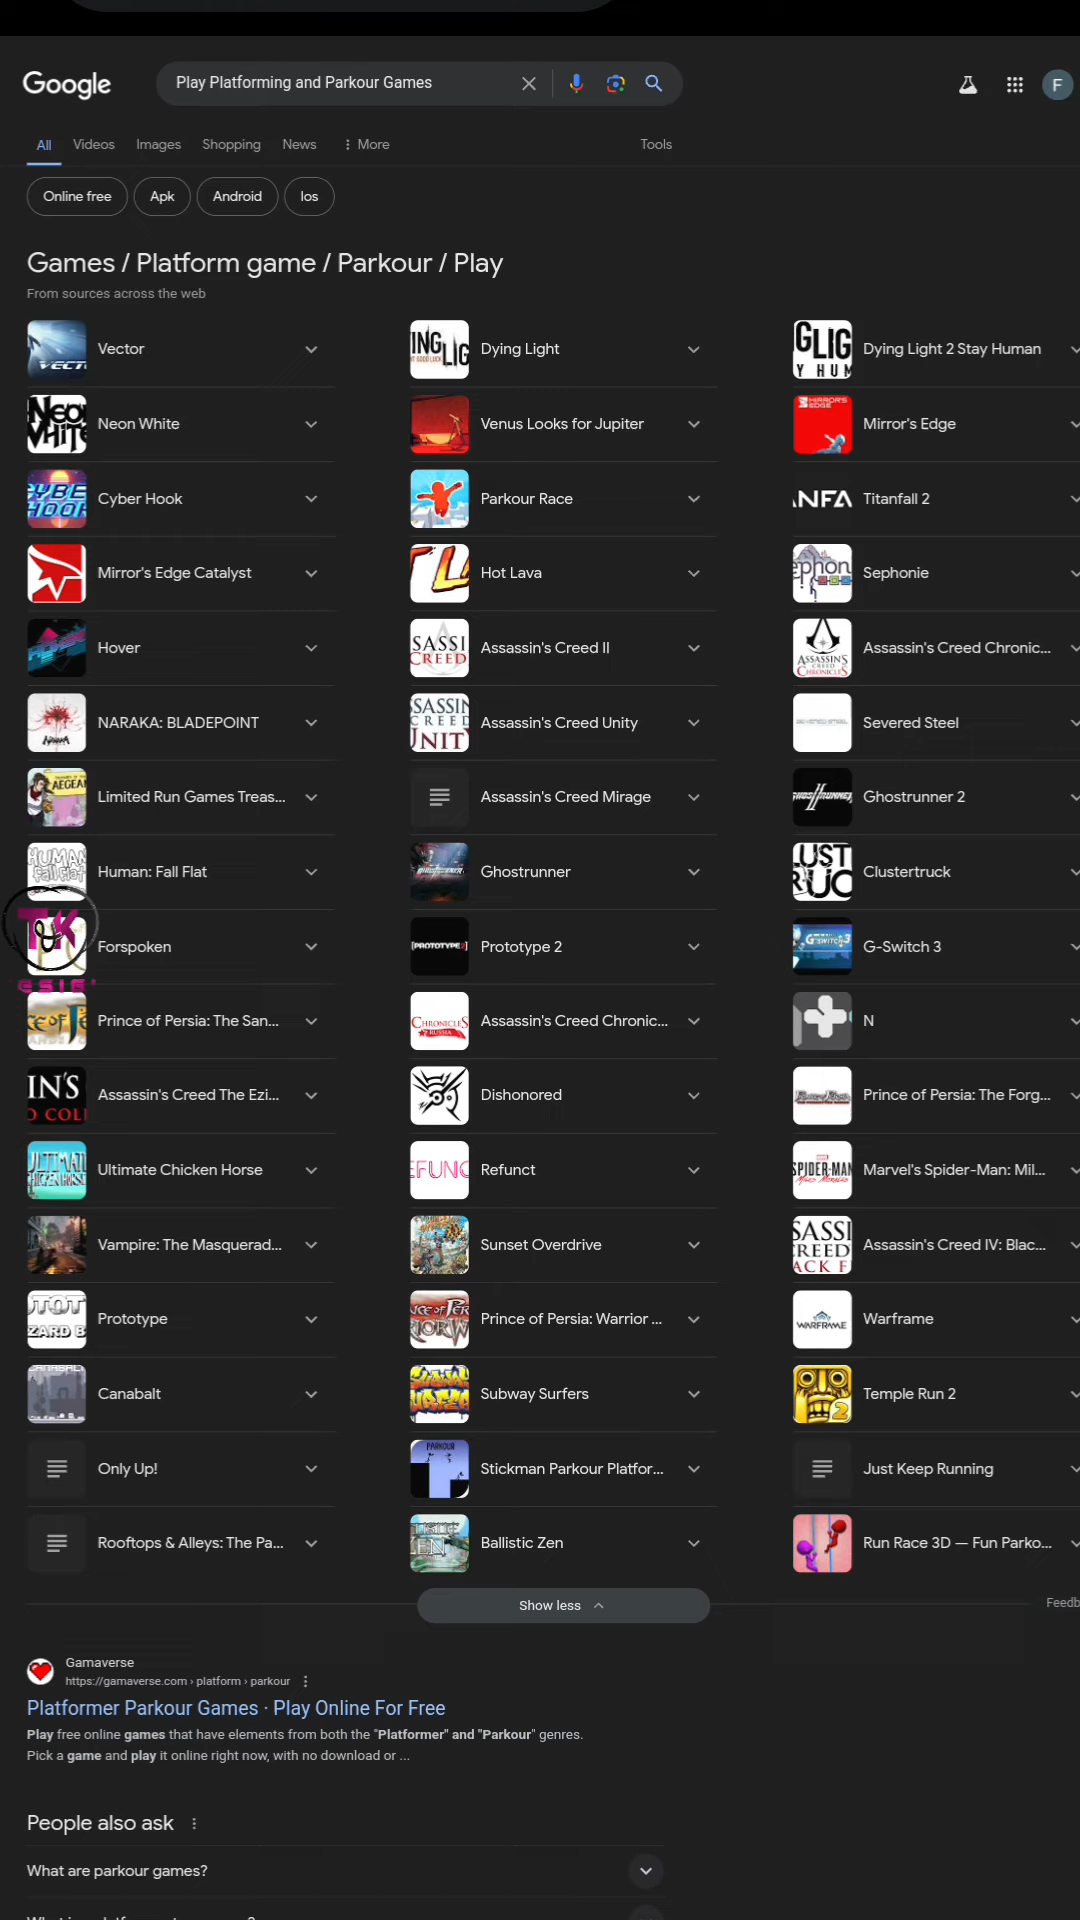 Google
Play Platforming and Parkour Games
F
All Videos Images Shopping News More Tools
Online free Apk Android Ios
Games / Platform game / Parkour / Play
From sources across the web
Vector Dying Light Dying Light 2 Stay Human
Neon White Venus Looks for Jupiter Mirror's Edge
Cyber Hook Parkour Race Titanfall 2
Mirror's Edge Catalyst Hot Lava Sephonie
Hover Assassin's Creed II Assassin's Creed Chronic...
NARAKA: BLADEPOINT Assassin's Creed Unity Severed Steel
Limited Run Games Treas... Assassin's Creed Mirage Ghostrunner 2
Human: Fall Flat Ghostrunner Clustertruck
Forspoken Prototype 2 G-Switch 3
Prince of Persia: The San... Assassin's Creed Chronic... N
Assassin's Creed The Ezi... Dishonored Prince of Persia: The Forg...
Ultimate Chicken Horse Refunct Marvel's Spider-Man: Mil...
Vampire: The Masquerad... Sunset Overdrive Assassin's Creed IV: Blac...
Prototype Prince of Persia: Warrior ... Warframe
Canabalt Subway Surfers Temple Run 2
Only Up! Stickman Parkour Platfor... Just Keep Running
Rooftops & Alleys: The Pa... Ballistic Zen Run Race 3D — Fun Parko...
Show less
Feedb
Gamaverse
https://gamaverse.com › platform › parkour
Platformer Parkour Games · Play Online For Free
Play free online games that have elements from both the "Platformer" and "Parkour" genres.
Pick a game and play it online right now, with no download or ...
People also ask
What are parkour games?